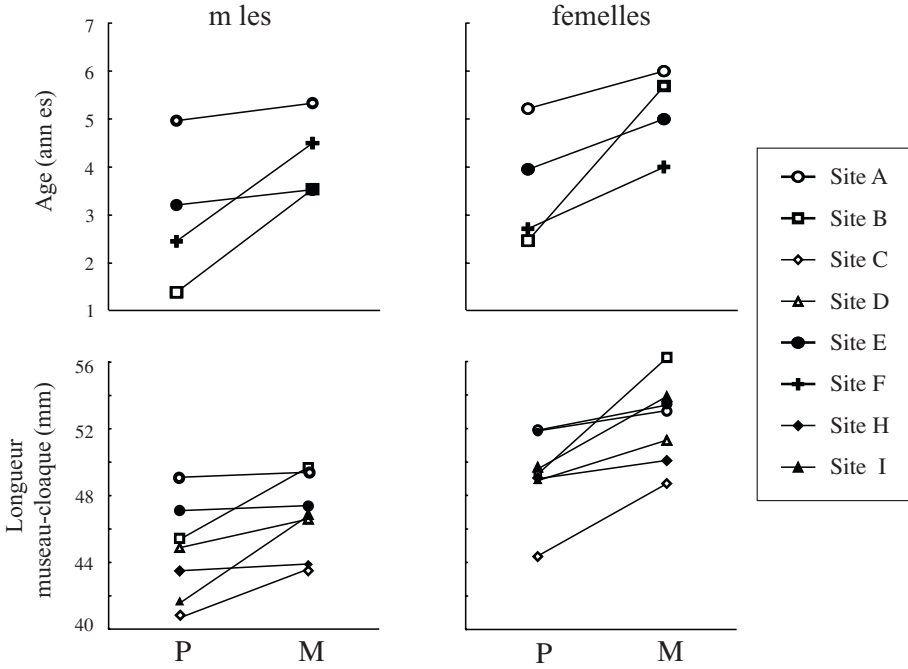 m les
femelles
7
6
5
4
3
2
1
Age (ann es)
Site A
Site B
Site C
Site D
Site E
Site F
Site H
Site I
56
52
48
44
40
Longueur
museau-cloaque (mm)
P
M
P
M